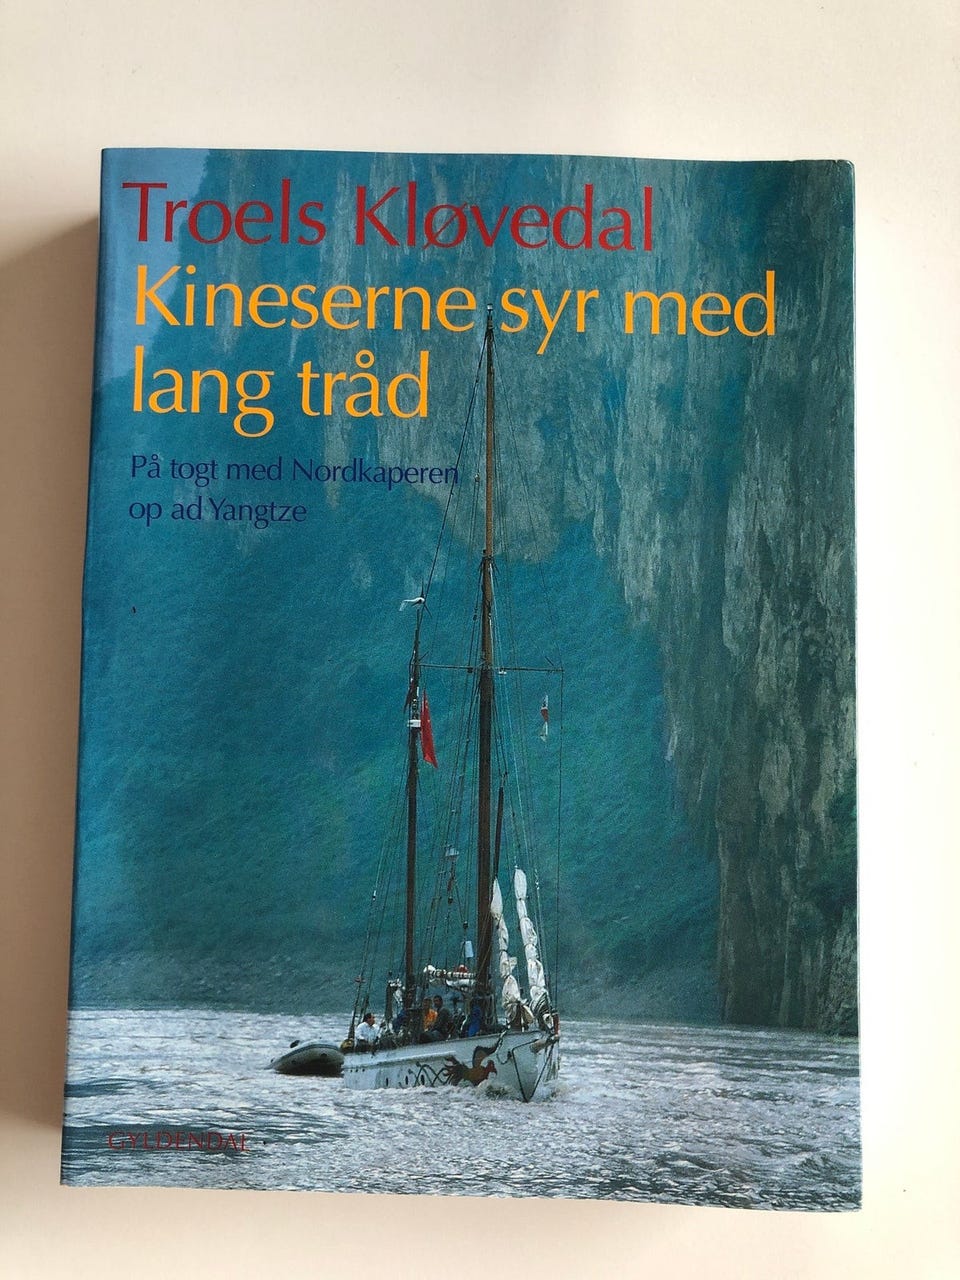 Troels Kløvedal
Kineserne syr med
lang tråd
På togt med Nordkaperen
op ad Yangtze
GYLDENDAL